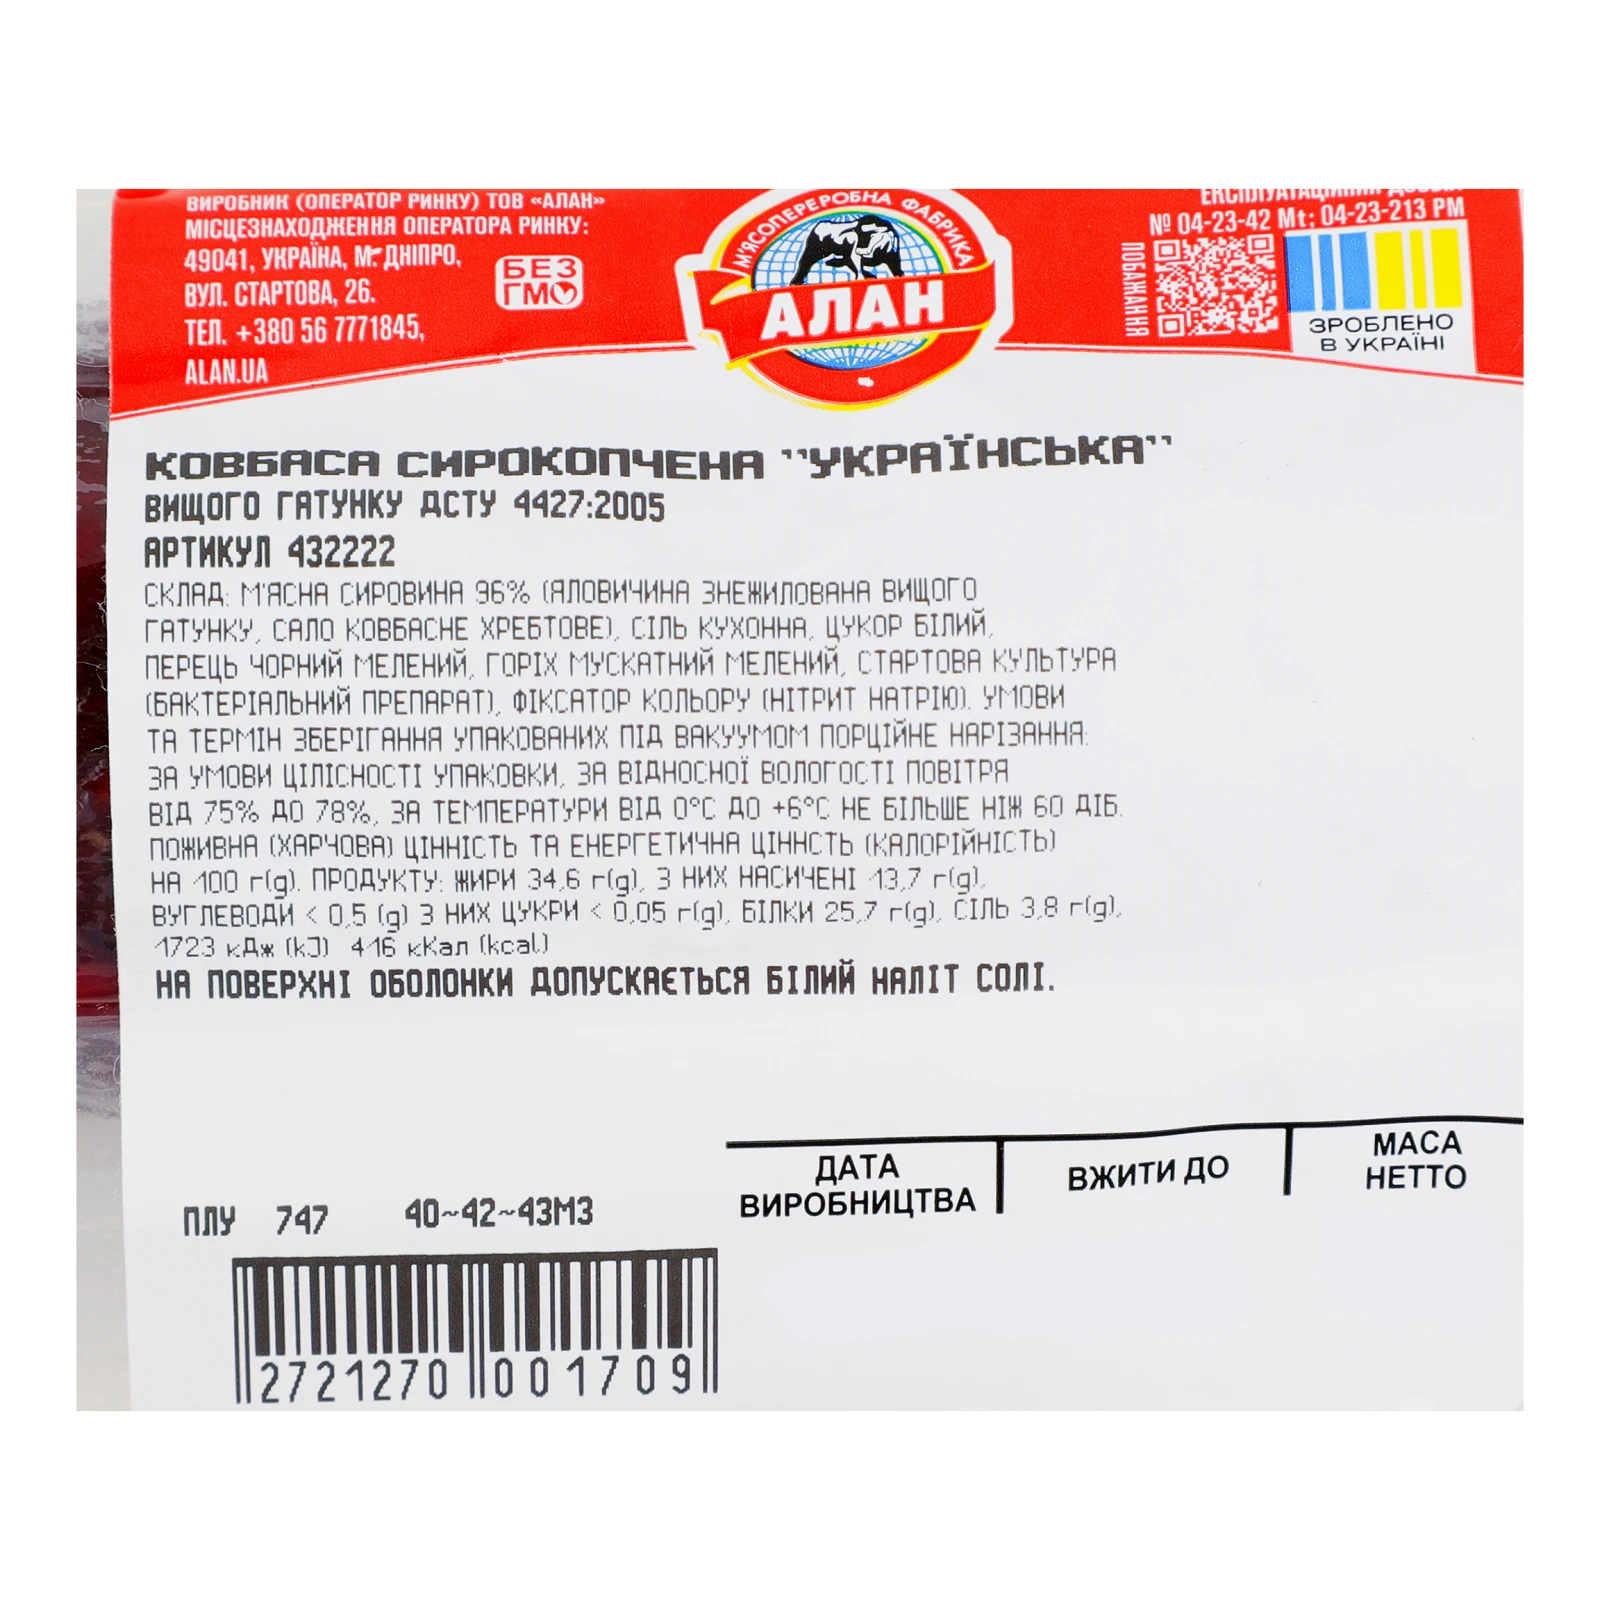 ВИРОБНИК (ОПЕРАТОР РИНКУ) ТОВ «АЛАН»
МІСЦЕЗНАХОДЖЕННЯ ОПЕРАТОРА РИНКУ:
49041, УКРАЇНА, М. ДНІПРО,
ВУЛ. СТАРТОВА, 26.
ТЕЛ. +380 56 7771845,
ALAN.UA
БЕЗ
ГМО
М'ЯСОПЕРЕРОБНА ФАБРИКА
АЛАН
ЕКСПЛУАТАЦІЙНИЙ ДОЗВІЛ
№ 04-23-42 Mt; 04-23-213 PM
ПОБАЖАННЯ
ЗРОБЛЕНО
В УКРАЇНІ
КОВБАСА СИРОКОПЧЕНА "УКРАЇНСЬКА"
ВИЩОГО ГАТУНКУ ДСТУ 4427:2005
АРТИКУЛ 432222
СКЛАД: М'ЯСНА СИРОВИНА 96% (ЯЛОВИЧИНА ЗНЕЖИЛОВАНА ВИЩОГО
ГАТУНКУ, САЛО КОВБАСНЕ ХРЕБТОВЕ), СІЛЬ КУХОННА, ЦУКОР БІЛИЙ,
ПЕРЕЦЬ ЧОРНИЙ МЕЛЕНИЙ, ГОРІХ МУСКАТНИЙ МЕЛЕНИЙ, СТАРТОВА КУЛЬТУРА
(БАКТЕРІАЛЬНИЙ ПРЕПАРАТ), ФІКСАТОР КОЛЬОРУ (НІТРИТ НАТРІЮ). УМОВИ
ТА ТЕРМІН ЗБЕРІГАННЯ УПАКОВАНИХ ПІД ВАКУУМОМ ПОРЦІЙНЕ НАРІЗАННЯ:
ЗА УМОВИ ЦІЛІСНОСТІ УПАКОВКИ, ЗА ВІДНОСНОЇ ВОЛОГОСТІ ПОВІТРЯ
ВІД 75% ДО 78%, ЗА ТЕМПЕРАТУРИ ВІД 0°С ДО +6°С НЕ БІЛЬШЕ НІЖ 60 ДІБ.
ПОЖИВНА (ХАРЧОВА) ЦІННІСТЬ ТА ЕНЕРГЕТИЧНА ЦІННСТЬ (КАЛОРІЙНІСТЬ)
НА 100 г(g). ПРОДУКТУ: ЖИРИ 34,6 г(g), З НИХ НАСИЧЕНІ 13,7 г(g),
ВУГЛЕВОДИ < 0,5 (g) З НИХ ЦУКРИ < 0,05 г(g), БІЛКИ 25,7 г(g), СІЛЬ 3,8 г(g),
1723 кДж (kJ) 416 кКал (kcal)
НА ПОВЕРХНІ ОБОЛОНКИ ДОПУСКАЄТЬСЯ БІЛИЙ НАЛІТ СОЛІ.
ДАТА
ВИРОБНИЦТВА
ВЖИТИ ДО
МАСА
НЕТТО
ПЛУ 747 40~42~43М3
2721270 001709